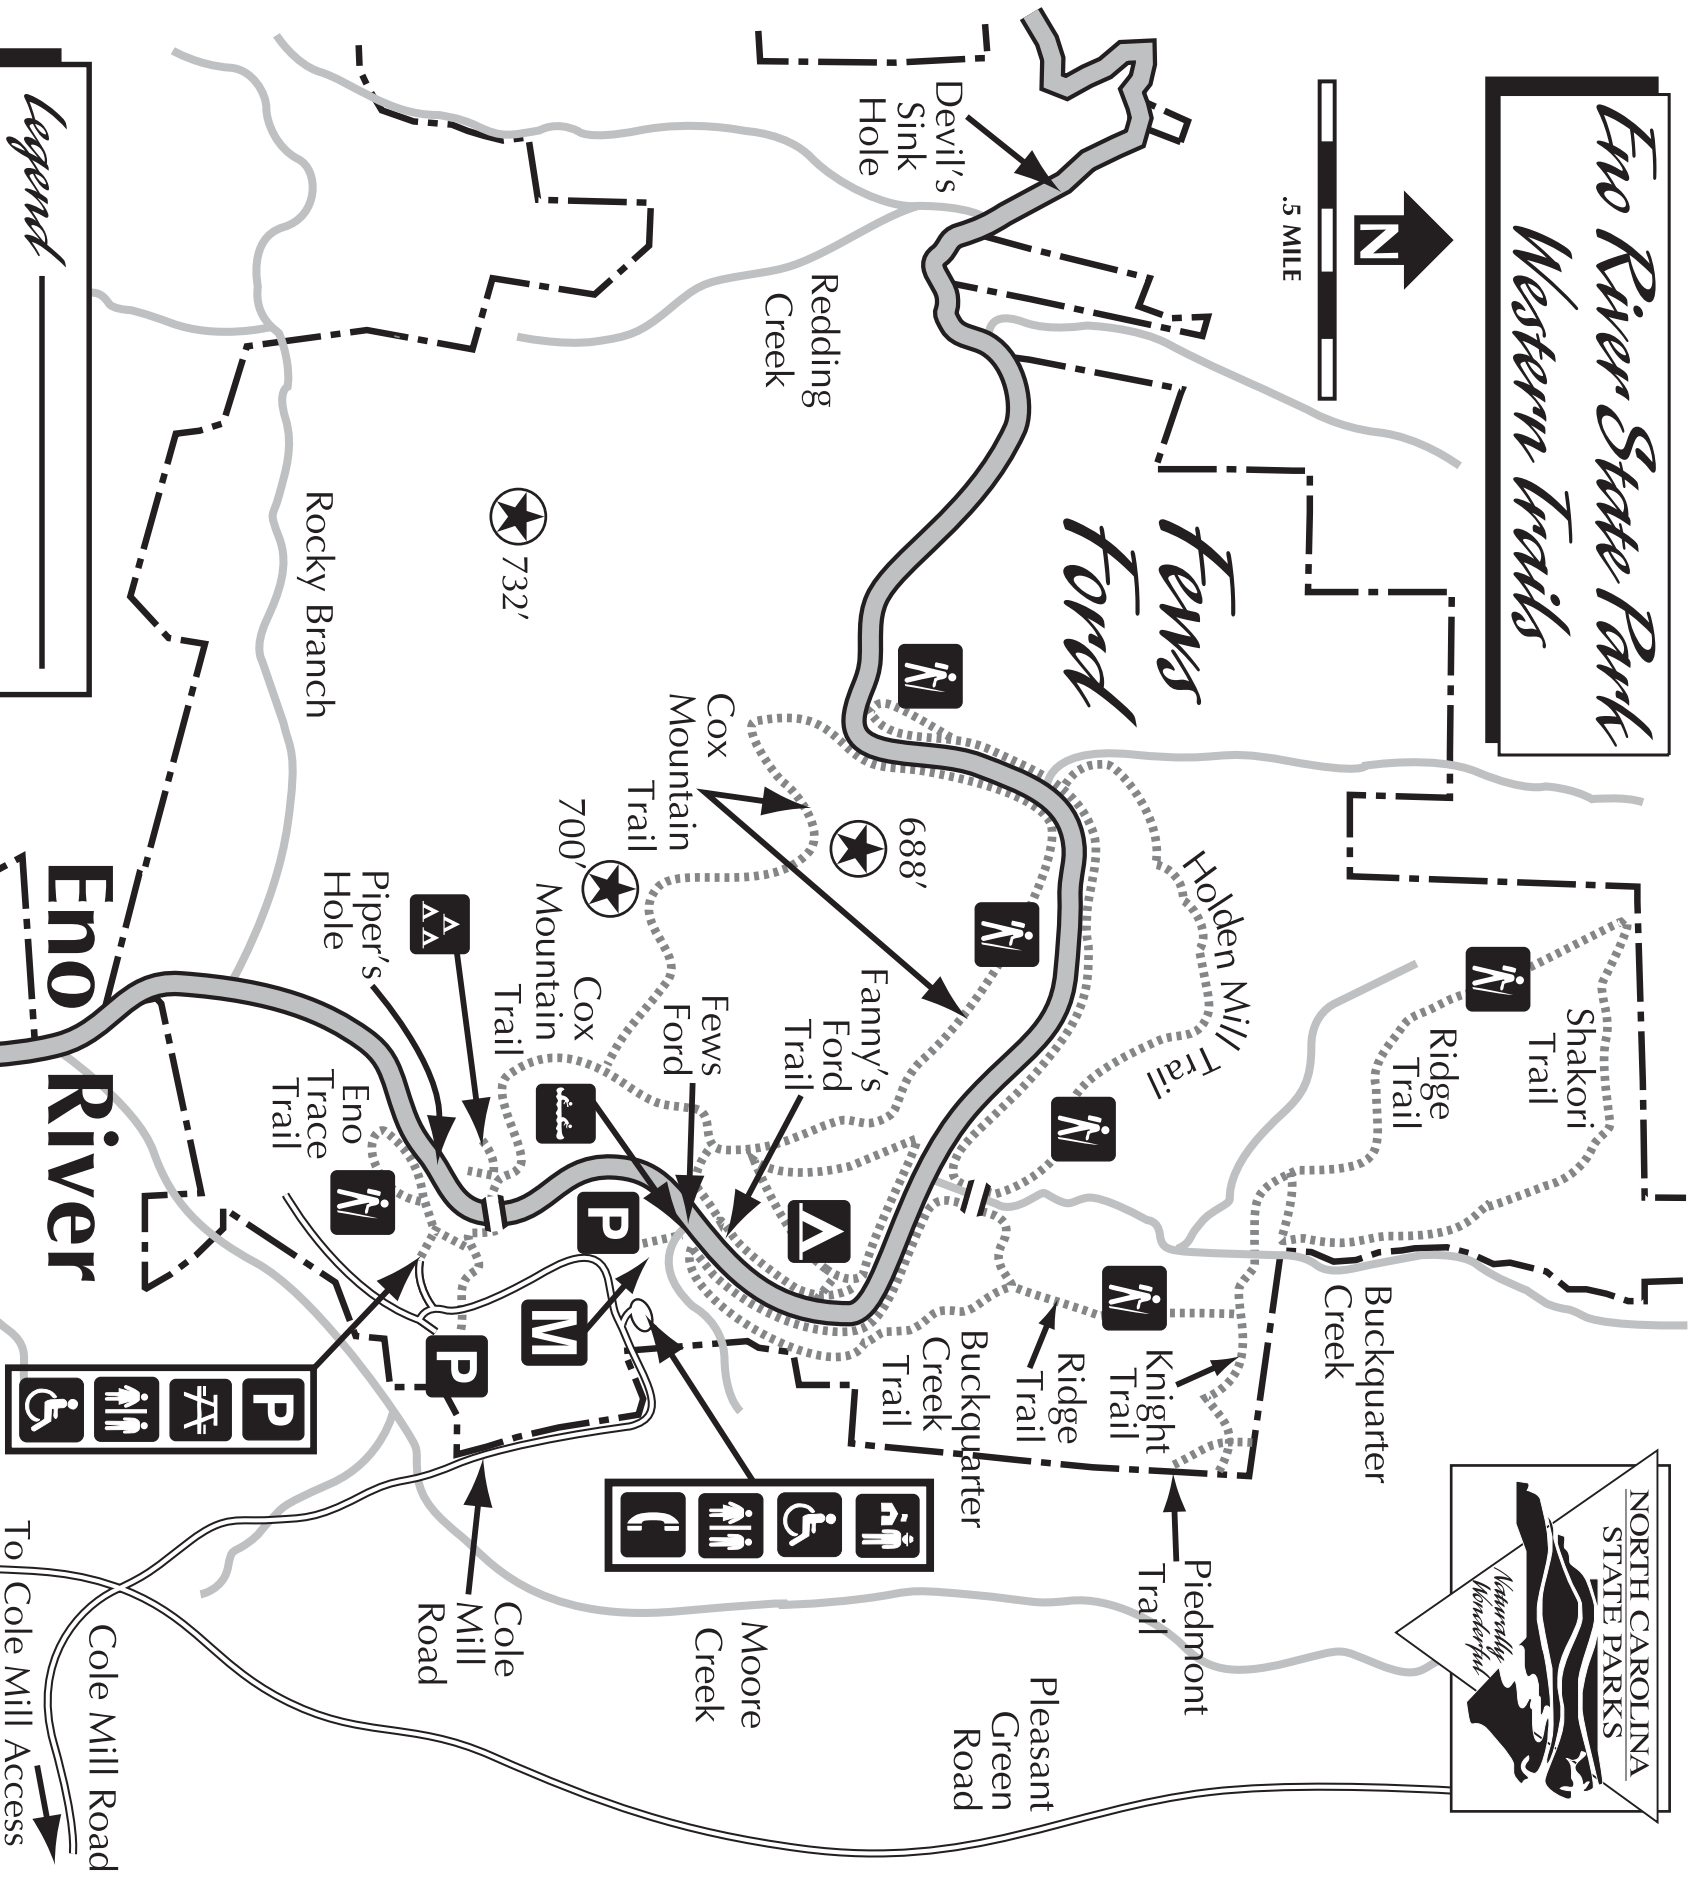 Eno River State Park
Western Trails
N
.5 MILE
NORTH CAROLINA
STATE PARKS
Naturally
Wonderful
Fews
Ford
Devil's
Sink
Hole
Redding
Creek
Rocky Branch
732'
688'
700'
Cox
Mountain
Trail
Holden Mill
Trail
Shakori
Trail
Ridge
Trail
Buckquarter
Creek
Fanny's
Ford
Trail
Fews
Ford
Cox
Mountain
Trail
Piper's
Hole
Eno
Trace
Trail
Knight
Trail
Ridge
Trail
Buckquarter
Creek
Trail
Piedmont
Trail
Pleasant
Green
Road
Moore
Creek
Cole
Mill
Road
P
M
P
P
Eno River
Cole Mill Road
To Cole Mill Access
Legend